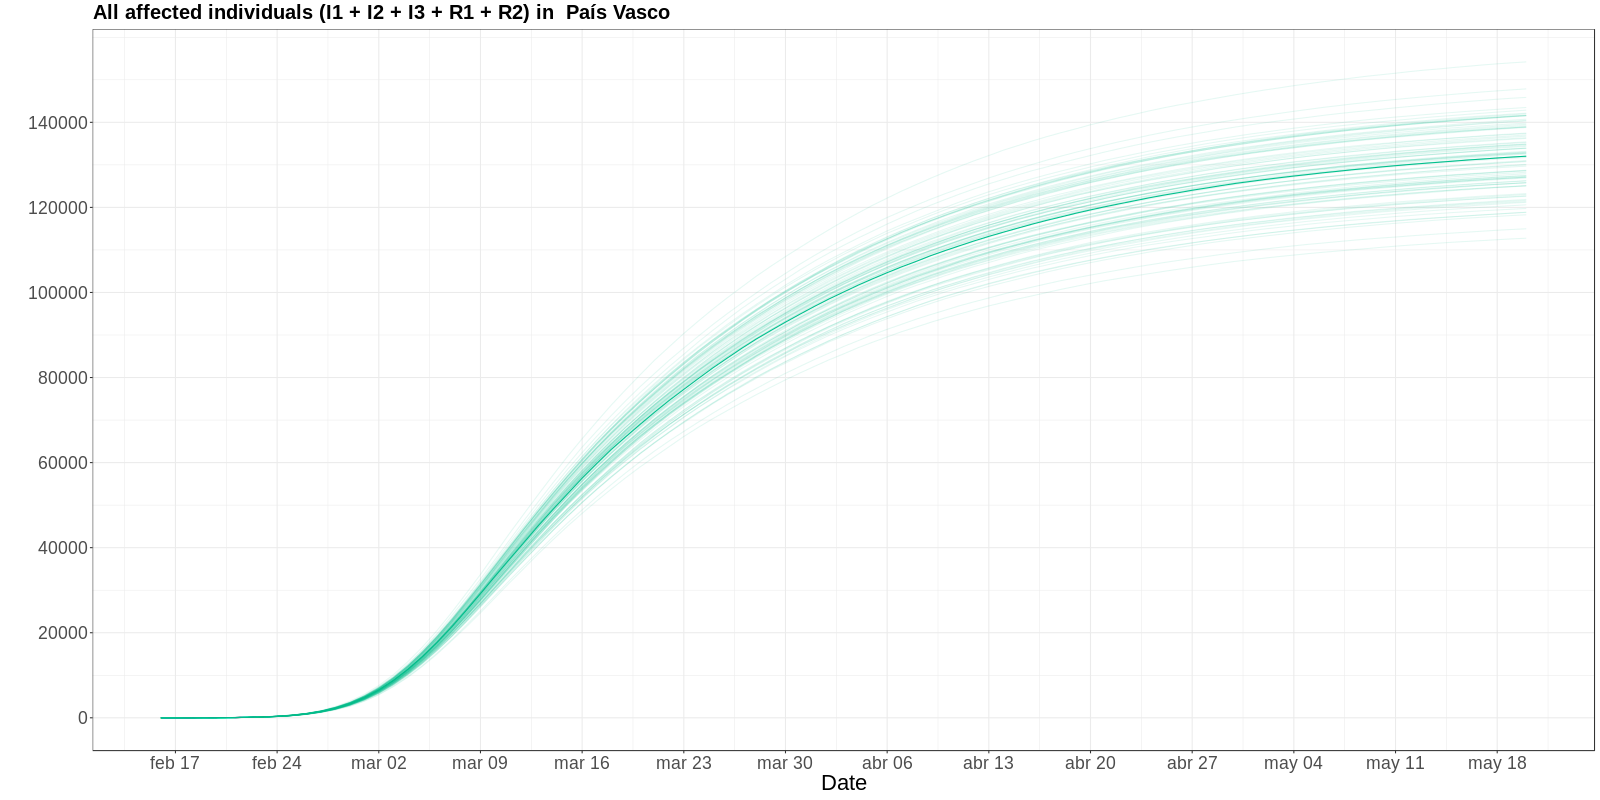 All affected individuals (I1 + I2 + I3 + R1 + R2) in  País Vasco
140000
120000
100000
80000
60000
40000
20000
0
feb 17 feb 24 mar 02 mar 09 mar 16 mar 23 mar 30 abr 06 abr 13 abr 20 abr 27 may 04 may 11 may 18
Date